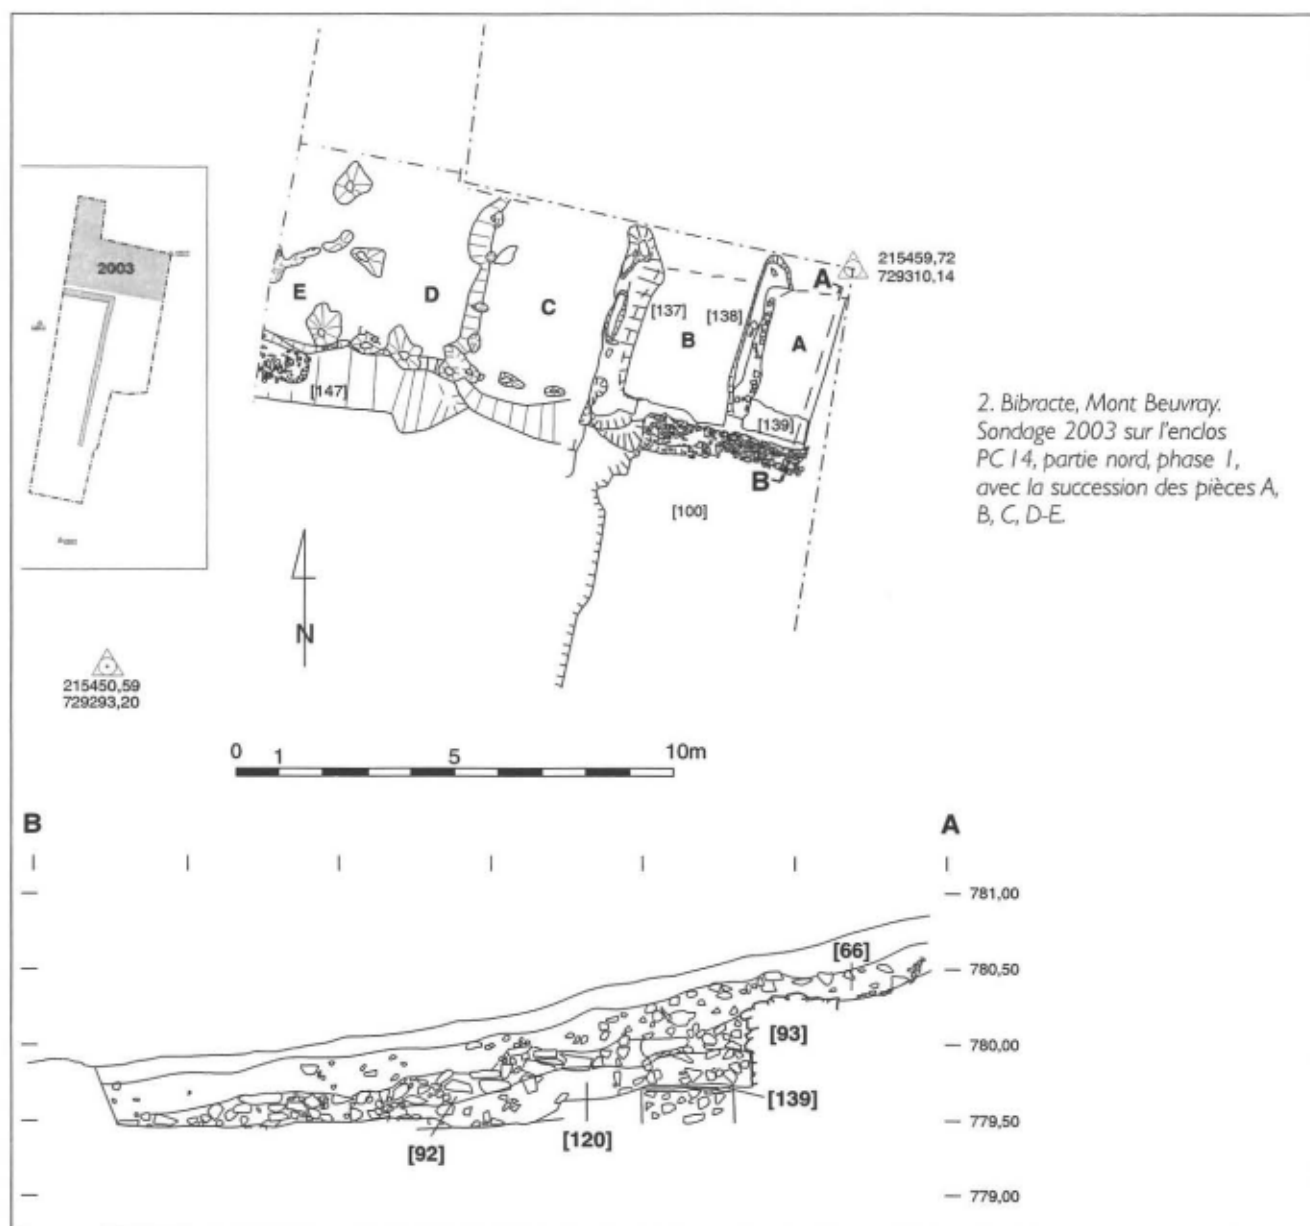 2003
215459,72
729310,14
A
E
D
C
[137]
[138]
B
A
[147]
[139]
B
[100]
N
215450,59
729293,20
2. Bibracte, Mont Beuvray.
Sondage 2003 sur l'enclos
PC 14, partie nord, phase 1,
avec la succession des pièces A,
B, C, D-E.
0 1 5 10m
B A
781,00
[66]
780,50
[93]
780,00
[139]
779,50
[120]
[92]
779,00